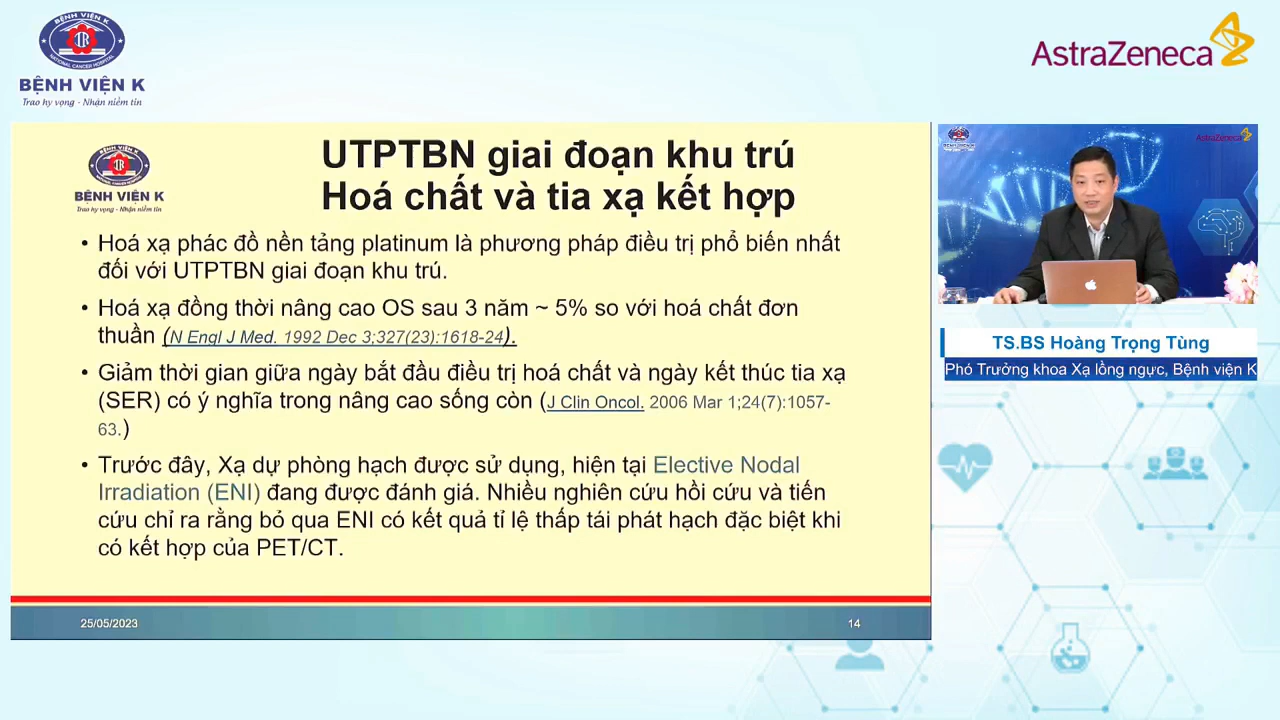 BỆNH VIỆN K
NATIONAL CANCER HOSPITAL
BỆNH VIỆN K
Trao hy vọng - Nhận niềm tin
AstraZeneca
BỆNH VIỆN K
BỆNH VIỆN K
Trao hy vọng - Nhận niềm tin
UTPTBN giai đoạn khu trú
Hoá chất và tia xạ kết hợp
• Hoá xạ phác đồ nền tảng platinum là phương pháp điều trị phổ biến nhất
đối với UTPTBN giai đoạn khu trú.
• Hoá xạ đồng thời nâng cao OS sau 3 năm ~ 5% so với hoá chất đơn
thuần (N Engl J Med. 1992 Dec 3;327(23):1618-24).
• Giảm thời gian giữa ngày bắt đầu điều trị hoá chất và ngày kết thúc tia xạ
(SER) có ý nghĩa trong nâng cao sống còn (J Clin Oncol. 2006 Mar 1;24(7):1057-
63.)
• Trước đây, Xạ dự phòng hạch được sử dụng, hiện tại Elective Nodal
Irradiation (ENI) đang được đánh giá. Nhiều nghiên cứu hồi cứu và tiến
cứu chỉ ra rằng bỏ qua ENI có kết quả tỉ lệ thấp tái phát hạch đặc biệt khi
có kết hợp của PET/CT.
25/05/2023
14
AstraZeneca
TS.BS Hoàng Trọng Tùng
Phó Trưởng khoa Xạ lồng ngực, Bệnh viện K